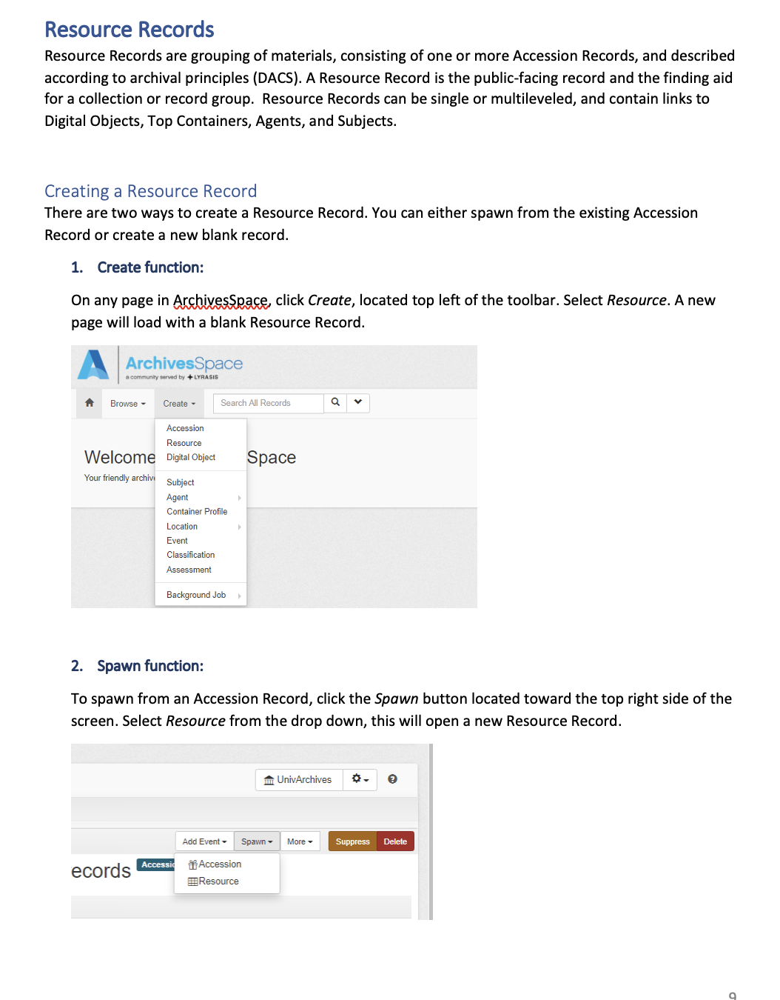 Resource Records
Resource Records are grouping of materials, consisting of one or more Accession Records, and described
according to archival principles (DACS). A Resource Record is the public-facing record and the finding aid
for a collection or record group. Resource Records can be single or multileveled, and contain links to
Digital Objects, Top Containers, Agents, and Subjects.
Creating a Resource Record
There are two ways to create a Resource Record. You can either spawn from the existing Accession
Record or create a new blank record.
1. Create function:
On any page in ArchivesSpace, click Create, located top left of the toolbar. Select Resource. A new
page will load with a blank Resource Record.
ArchivesSpace
a community served by LYRASIS
Browse Create Search All Records
Accession
Resource
Welcome Digital Object Space
Your friendly archiv
Subject
Agent
Container Profile
Location
Event
Classification
Assessment
Background Job
2. Spawn function:
To spawn from an Accession Record, click the Spawn button located toward the top right side of the
screen. Select Resource from the drop down, this will open a new Resource Record.
UnivArchives
Add Event Spawn More Suppress Delete
ecords Accessio Accession
Resource
9